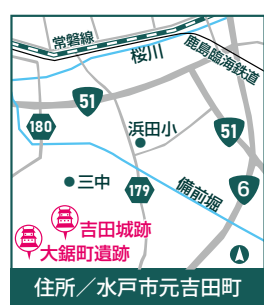 常磐線
桜川
鹿島臨海鉄道
51
180
浜田小
51
三中
179
備前堀
6
吉田城跡
大鋸町遺跡
住所／水戸市元吉田町